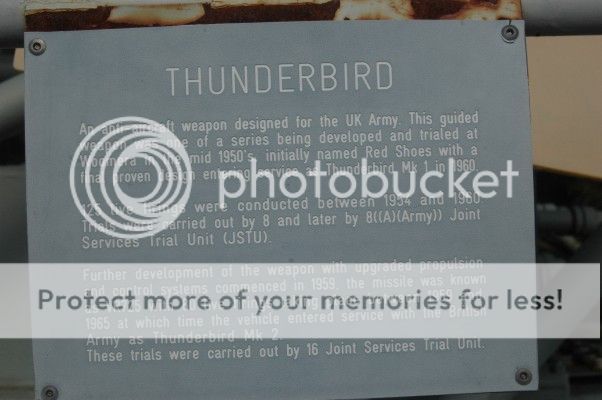 THUNDERBIRD
An anti-aircraft weapon designed for the UK Army. This guided
weapon was one of a series being developed and trialed at
Woomera in the mid 1950's, initially named Red Shoes with a
final proven design entering service as Thunderbird Mk 1 in 1960.
photobucket
were conducted between 1954 and 1960.
Trials were carried out by 8 and later by 8((A)(Army)) Joint
Services Trial Unit (JSTU).
Further development of the weapon with upgraded propulsion
and control systems commenced in 1959. the missile was known
Protect more of your memories for less!
1965 at which time the vehicle entered service with the British
Army as Thunderbird Mk 2.
These trials were carried out by 16 Joint Services Trial Unit.